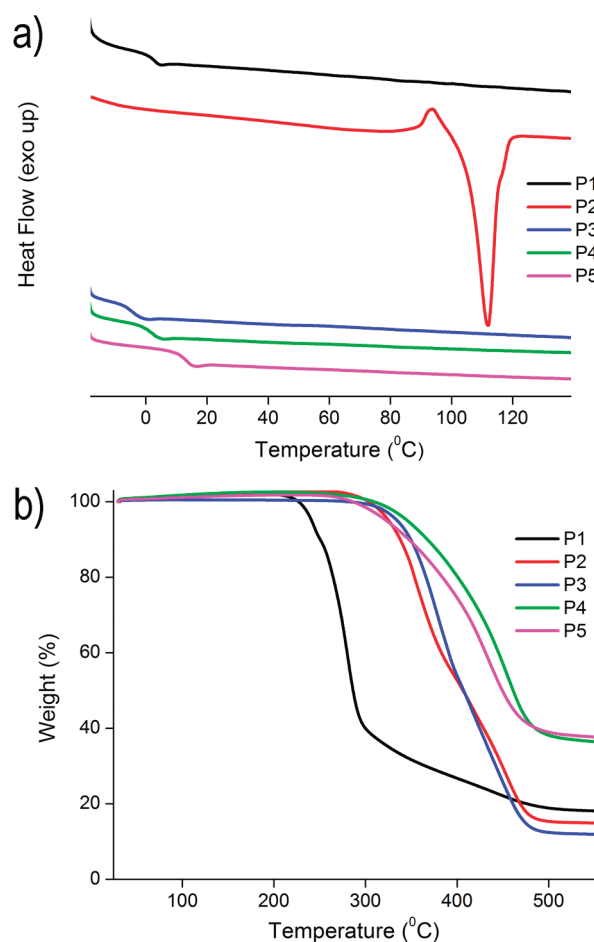 a)
Heat Flow (exo up)
P1
P2
P3
P4
P5
0 20 40 60 80 100 120
Temperature (⁰C)
b)
100
80
60
40
20
0
Weight (%)
P1
P2
P3
P4
P5
100 200 300 400 500
Temperature (⁰C)